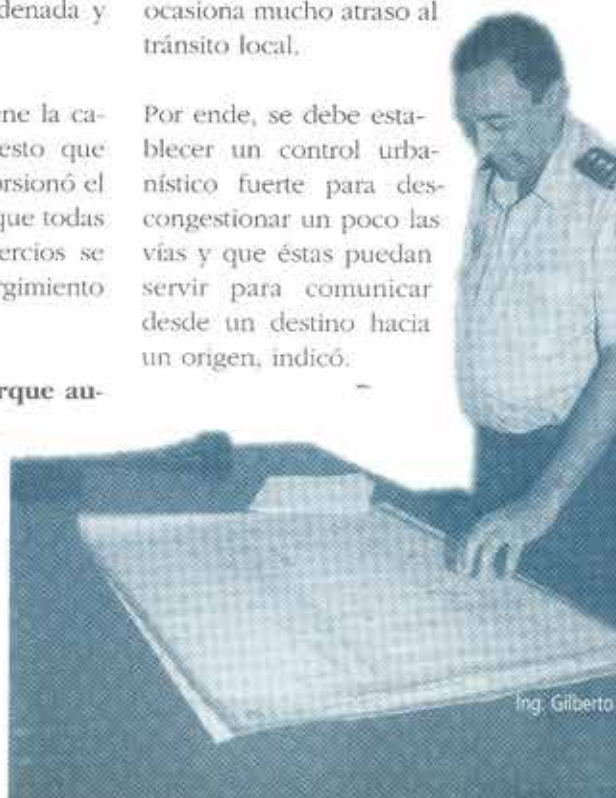 denada y
ne la ca-
esto que
orsionó el
que todas
ercios se
rgimiento
rque au-
ocasiona mucho atraso al
tránsito local.
Por ende, se debe esta-
blecer un control urba-
nístico fuerte para des-
congestionar un poco las
vías y que éstas puedan
servir para comunicar
desde un destino hacia
un origen, indicó.
Ing. Gilberto